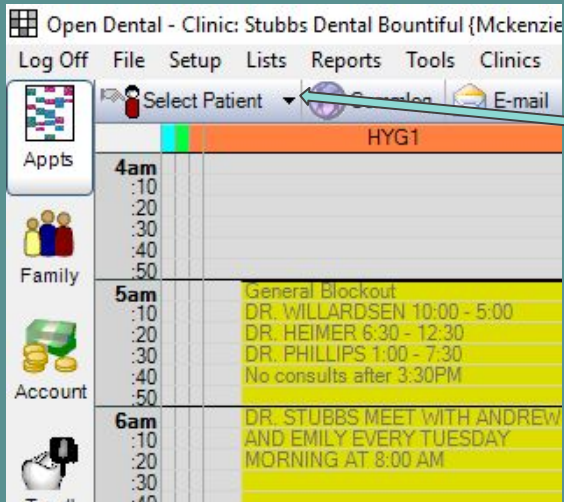 Open Dental - Clinic: Stubbs Dental Bountiful {Mckenzie
Log Off File Setup Lists Reports Tools Clinics
Select Patient E-mail
HYG1
Appts
4am
:10
:20
:30
:40
:50
Family
5am
General Blockout
:10 DR. WILLARDSEN 10:00 - 5:00
:20 DR. HEIMER 6:30 - 12:30
:30 DR. PHILLIPS 1:00 - 7:30
:40 No consults after 3:30PM
:50
Account
6am DR. STUBBS MEET WITH ANDREW
:10 AND EMILY EVERY TUESDAY
:20 MORNING AT 8:00 AM
:30
:40